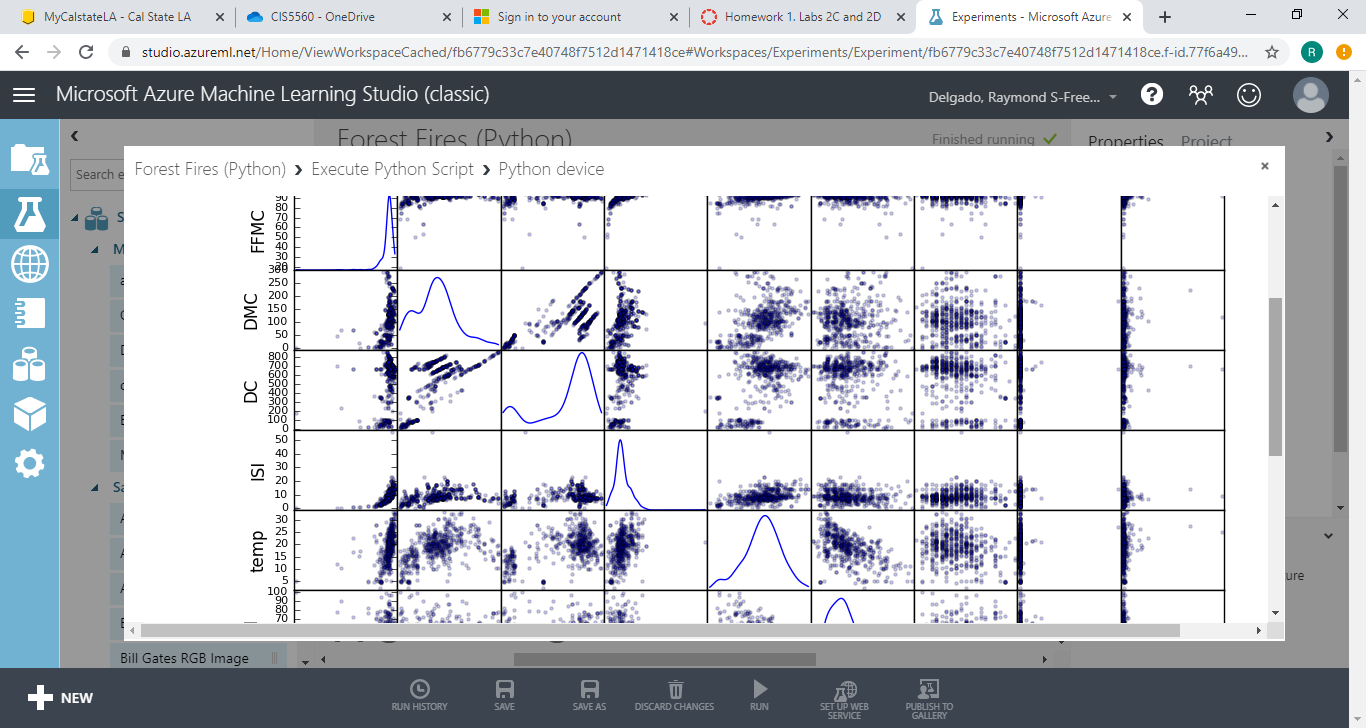 MyCalstateLA - Cal State LA
CIS5560 - OneDrive
Sign in to your account
Homework 1. Labs 2C and 2D
Experiments - Microsoft Azure
studio.azureml.net/Home/ViewWorkspaceCached/fb6779c33c7e40748f7512d1471418ce#Workspaces/Experiments/Experiment/fb6779c33c7e40748f7512d1471418ce.f-id.77f6a49...
R
Microsoft Azure Machine Learning Studio (classic)
Delgado, Raymond S-Free...
Forest Fires (Python)
Finished running
Properties Project
Search e
Forest Fires (Python) › Execute Python Script › Python device
FFMC
90
80
70
60
50
40
30
20
DMC
300
250
200
150
100
50
0
DC
800
700
600
500
400
300
200
100
0
ISI
50
40
30
20
10
0
temp
30
25
20
15
10
5
100
90
80
70
S
M
Sa
Bill Gates RGB Image
NEW
RUN HISTORY
SAVE
SAVE AS
DISCARD CHANGES
RUN
SET UP WEB
SERVICE
PUBLISH TO
GALLERY